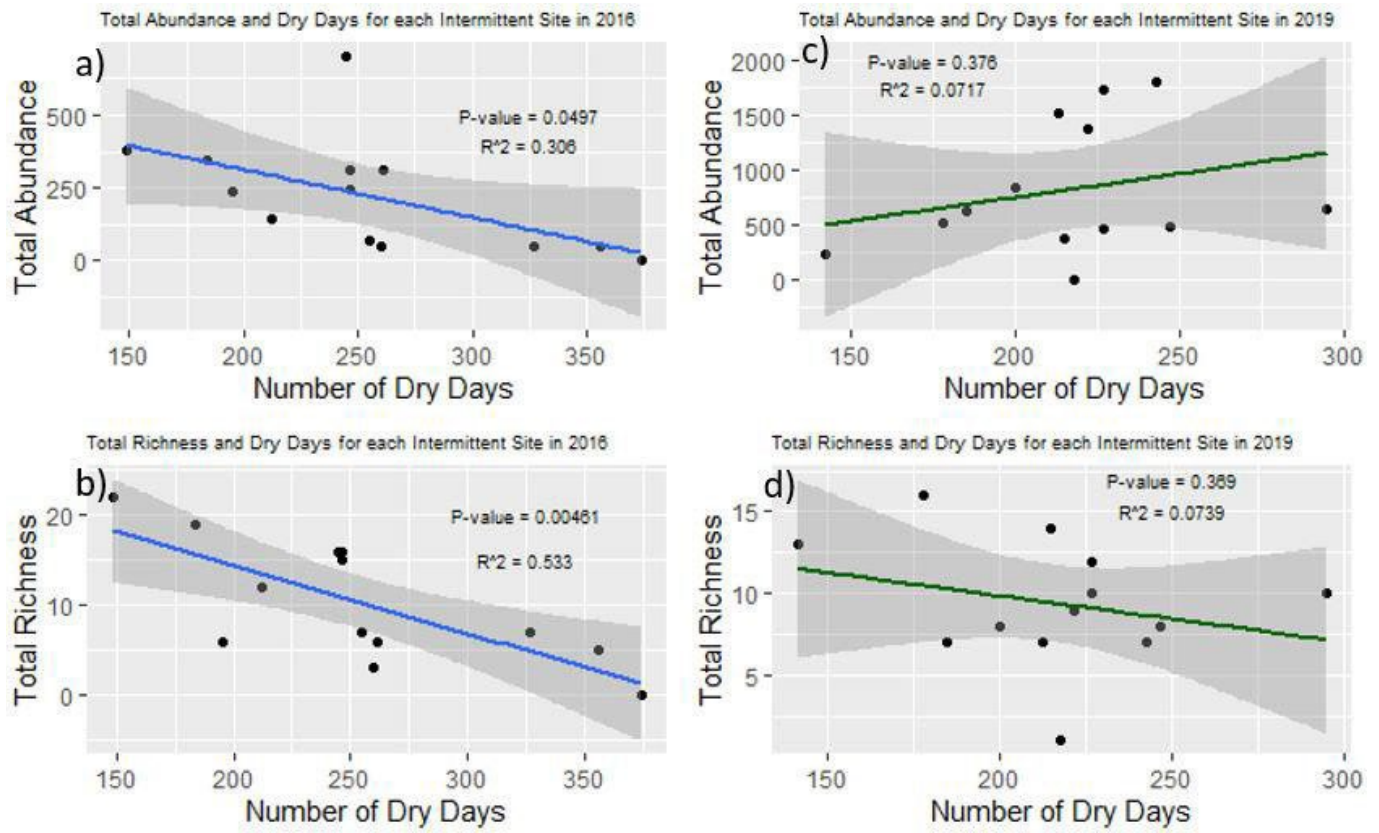 Total Abundance and Dry Days for each Intermittent Site in 2016
a)
P-value = 0.0497
R^2 = 0.306
500
250
0
Total Abundance
150 200 250 300 350
Number of Dry Days
Total Abundance and Dry Days for each Intermittent Site in 2019
c)
P-value = 0.376
R^2 = 0.0717
2000
1500
1000
500
0
Total Abundance
150 200 250 300
Number of Dry Days
Total Richness and Dry Days for each Intermittent Site in 2016
b)
P-value = 0.00461
R^2 = 0.533
20
10
0
Total Richness
150 200 250 300 350
Number of Dry Days
Total Richness and Dry Days for each Intermittent Site in 2019
d)
P-value = 0.369
R^2 = 0.0739
15
10
5
Total Richness
150 200 250 300
Number of Dry Days